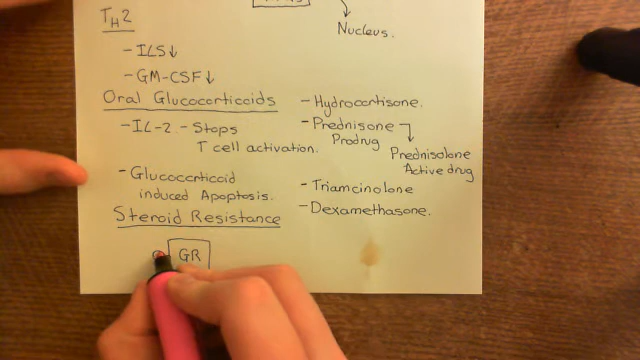 Nucleus.
TH2
- IL5↓
- GM-CSF↓
Oral Glucocorticoids
- IL-2 - Stops
T cell activation.
- Glucocorticoid
induced Apoptosis.
- Hydrocortisone.
- Prednisone
Prodrug
Prednisolone
Active drug
- Triamcinolone
- Dexamethasone.
Steroid Resistance
GR